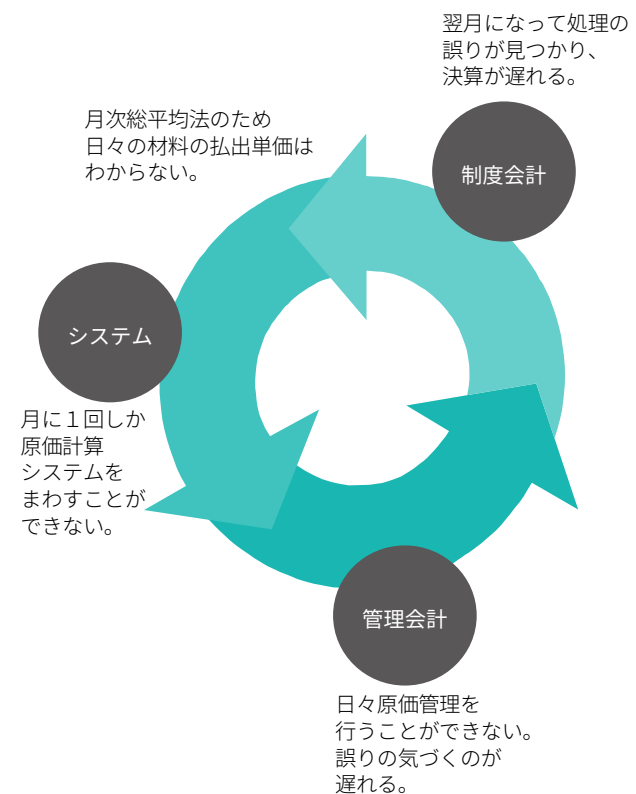 翌月になって処理の
誤りが見つかり、
決算が遅れる。
制度会計
月次総平均法のため
日々の材料の払出単価は
わからない。
システム
月に１回しか
原価計算
システムを
まわすことが
できない。
管理会計
日々原価管理を
行うことができない。
誤りの気づくのが
遅れる。